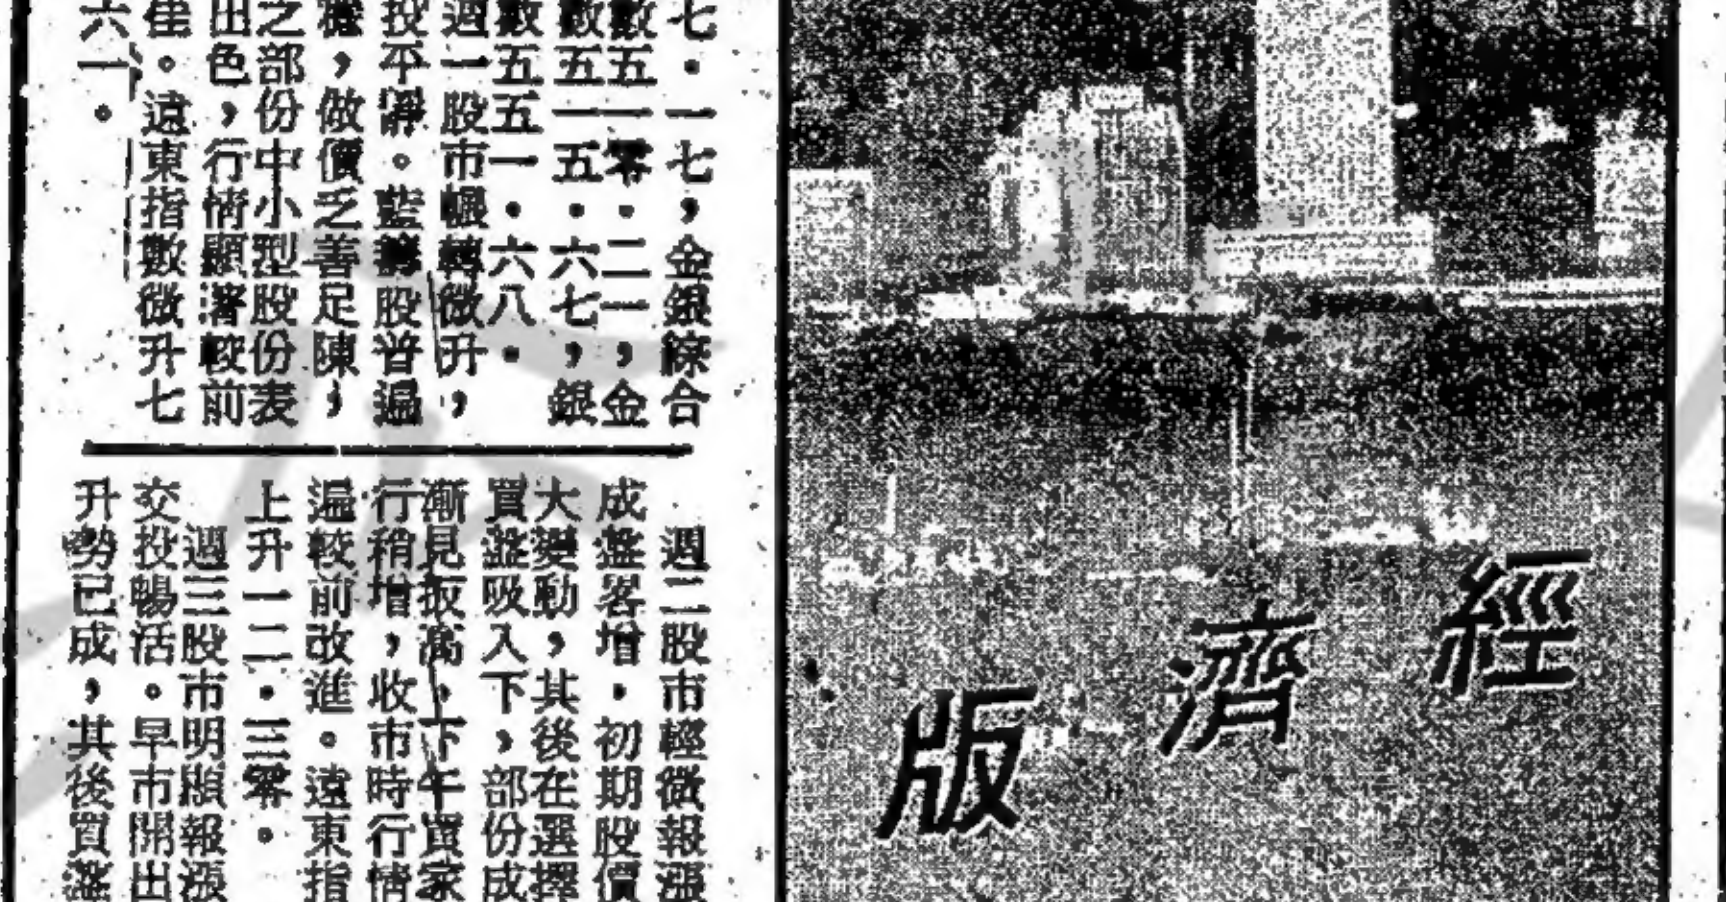 經濟版
七．一七，金銀綜合
數五一零．二一，金
數五一五．六七，銀
數五五一．六八．
週一股市輾轉微升，
投平靜。藍籌股普遍
穩，做價乏善足陳，
之部份中小型股份表
出色，行情顯著較前
佳。遠東指數微升七
六一。
週二股市輕微報漲
成盤畧增．初期股價
大變動，其後在選擇
買盤吸入下，部份成
漸見扳高．下午買家
行稍增，收市時行情
遍較前改進。遠東指
上升一二．三零。
週三股市明顯報漲
交投暢活。早市開出
升勢已成，其後買盤